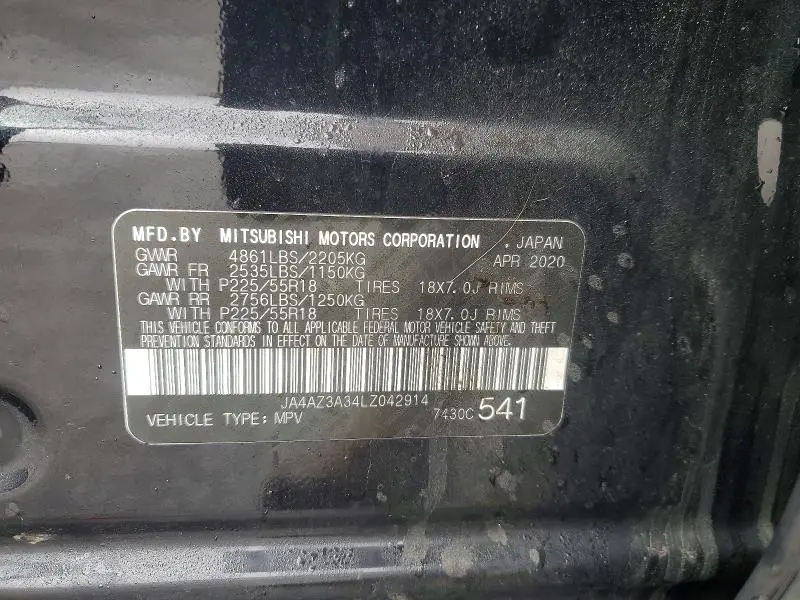 MFD.BY MITSUBISHI MOTORS CORPORATION , JAPAN
GVWR 4861LBS/2205KG APR 2020
GAWR FR 2535LBS/1150KG
WITH P225/55R18 TIRES 18X7.0J RIMS
GAWR RR 2756LBS/1250KG
WITH P225/55R18 TIRES 18X7.0J RIMS
THIS VEHICLE CONFORMS TO ALL APPLICABLE FEDERAL MOTOR VEHICLE SAFETY AND THEFT
PREVENTION STANDARDS IN EFFECT ON THE DATE OF MANUFACTURE SHOWN ABOVE.
JA4AZ3A34LZ042914
VEHICLE TYPE: MPV 7430C 541